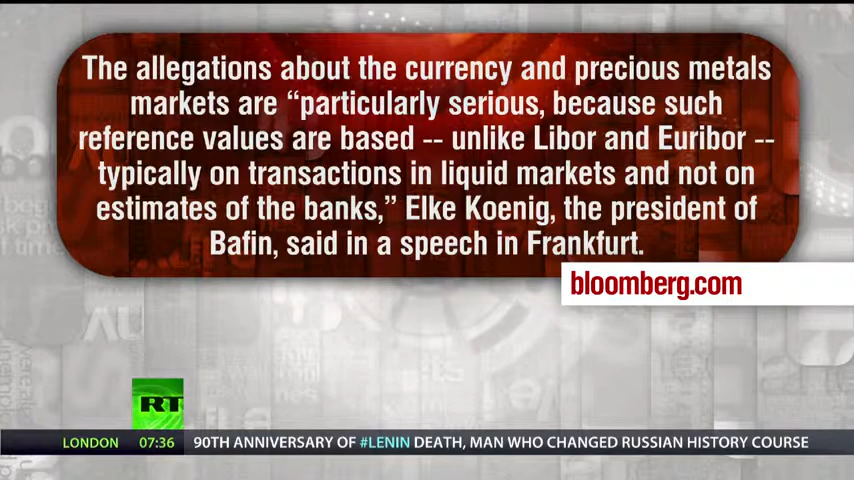 The allegations about the currency and precious metals
markets are “particularly serious, because such
reference values are based -- unlike Libor and Euribor --
typically on transactions in liquid markets and not on
estimates of the banks,” Elke Koenig, the president of
Bafin, said in a speech in Frankfurt.
bloomberg.com
RT
LONDON 07:36 90TH ANNIVERSARY OF #LENIN DEATH, MAN WHO CHANGED RUSSIAN HISTORY COURSE